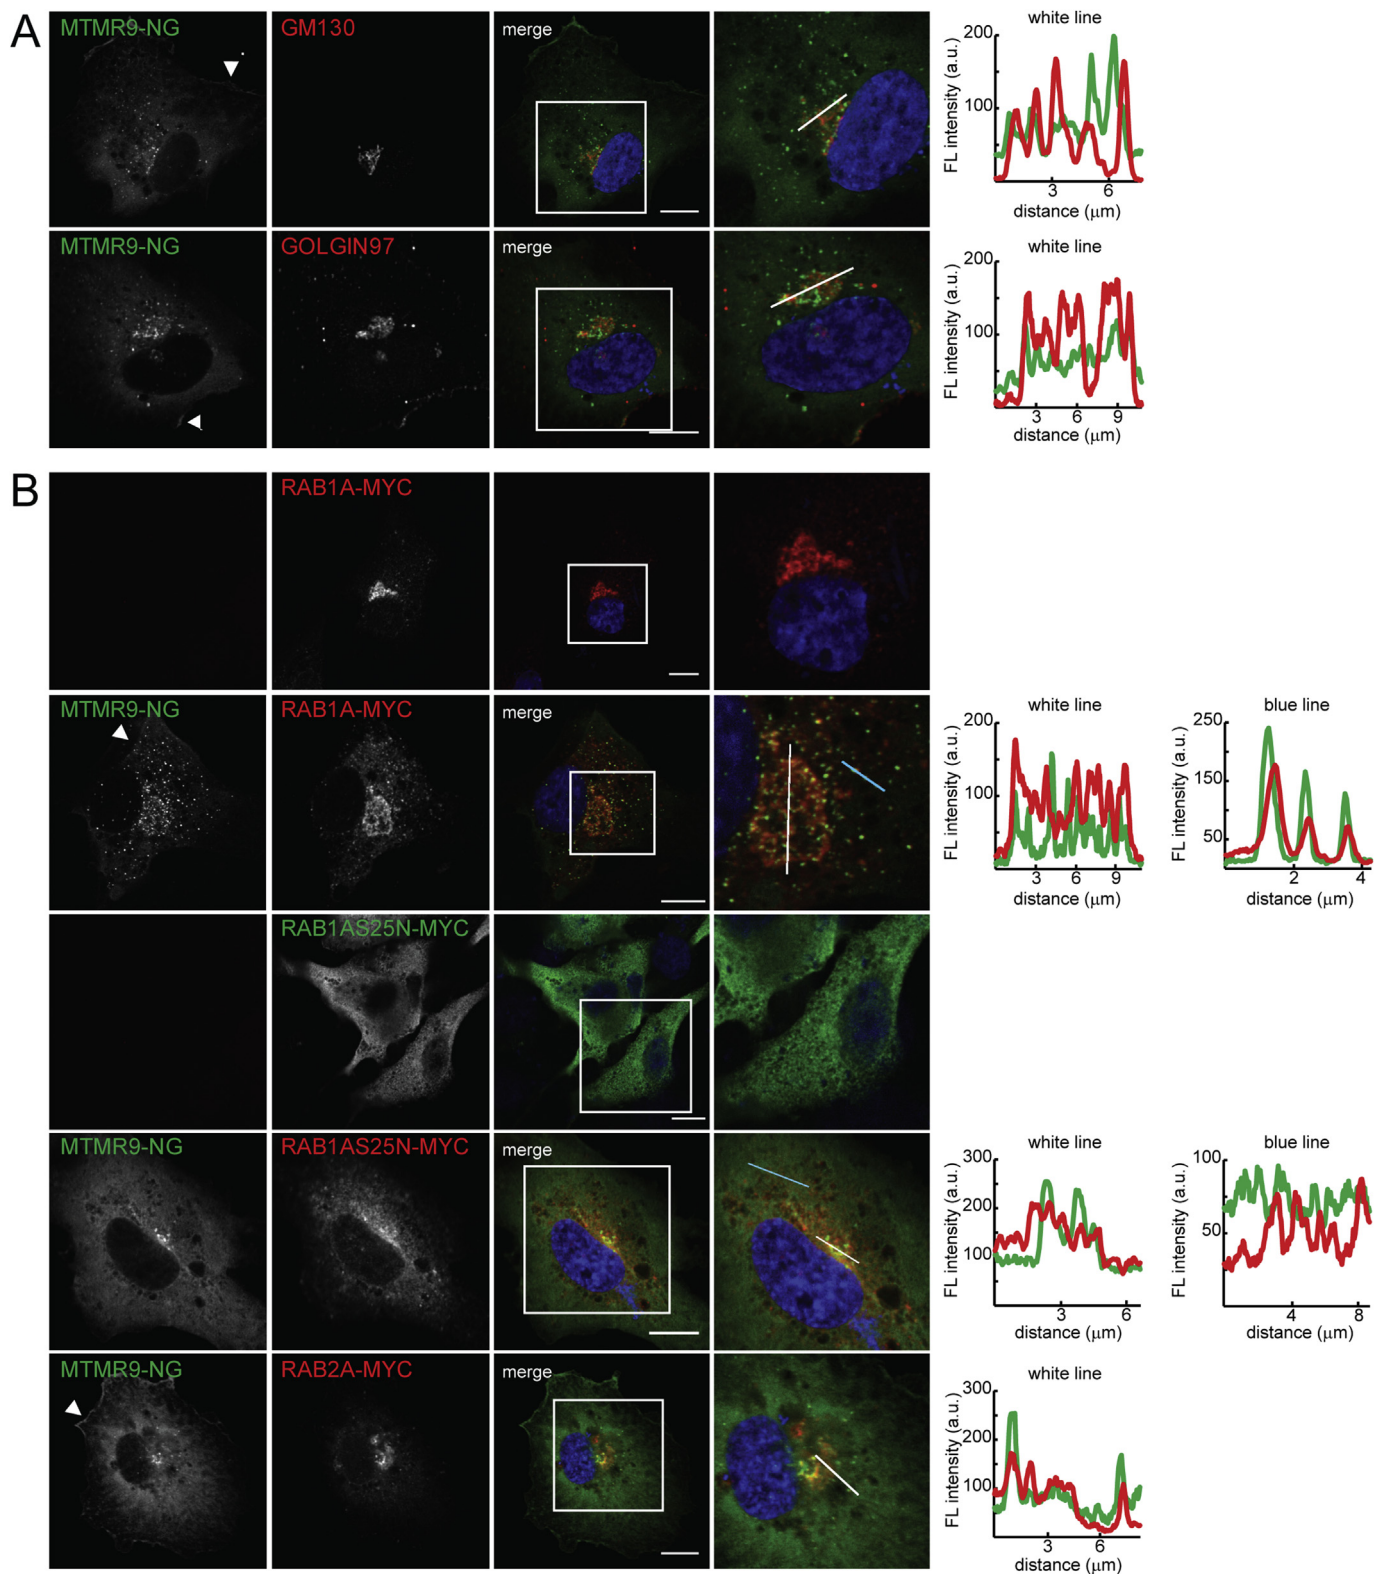 A
MTMR9-NG GM130 merge
white line
FL intensity (a.u.)
200
100
3 6
distance (μm)
MTMR9-NG GOLGIN97 merge
white line
FL intensity (a.u.)
200
100
3 6 9
distance (μm)
B
RAB1A-MYC
MTMR9-NG RAB1A-MYC merge
white line
FL intensity (a.u.)
200
100
3 6 9
distance (μm)
blue line
FL intensity (a.u.)
250
150
50
2 4
distance (μm)
RAB1AS25N-MYC
MTMR9-NG RAB1AS25N-MYC merge
white line
FL intensity (a.u.)
300
200
100
3 6
distance (μm)
blue line
FL intensity (a.u.)
100
50
4 8
distance (μm)
MTMR9-NG RAB2A-MYC merge
white line
FL intensity (a.u.)
300
200
100
3 6
distance (μm)